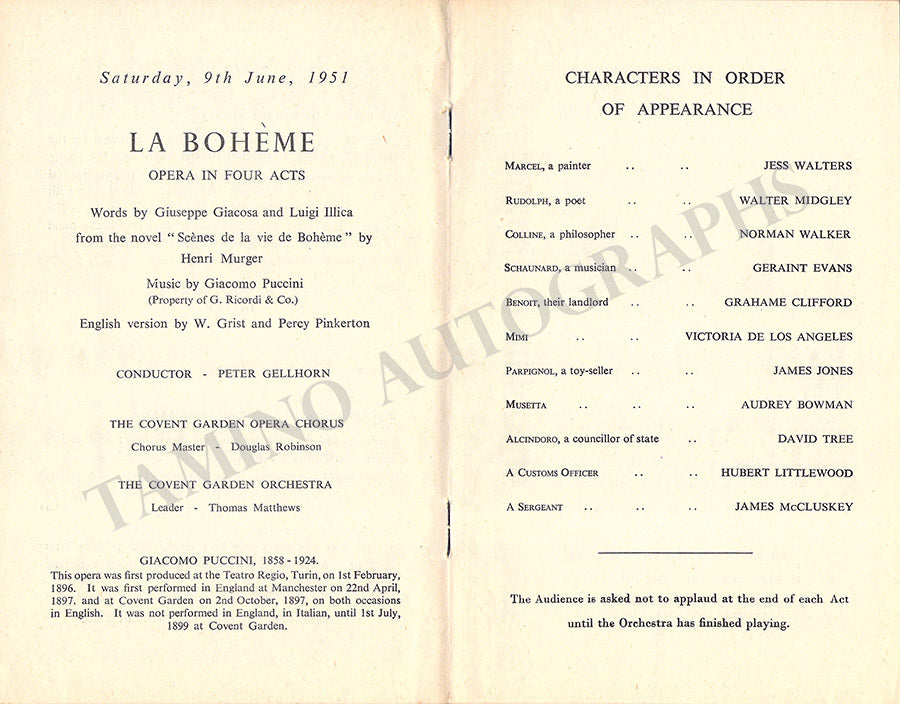 Saturday, 9th June, 1951
LA BOHÈME
OPERA IN FOUR ACTS
Words by Giuseppe Giacosa and Luigi Illica
from the novel "Scènes de la vie de Bohème" by
Henri Murger
Music by Giacomo Puccini
(Property of G. Ricordi & Co.)
English version by W. Grist and Percy Pinkerton
CONDUCTOR - PETER GELLHORN
THE COVENT GARDEN OPERA CHORUS
Chorus Master - Douglas Robinson
THE COVENT GARDEN ORCHESTRA
Leader - Thomas Matthews
GIACOMO PUCCINI, 1858-1924.
This opera was first produced at the Teatro Regio, Turin, on 1st February,
1896. It was first performed in England at Manchester on 22nd April,
1897, and at Covent Garden on 2nd October, 1897, on both occasions
in English. It was not performed in England, in Italian, until 1st July,
1899 at Covent Garden.
CHARACTERS IN ORDER
OF APPEARANCE
MARCEL, a painter .. .. JESS WALTERS
RUDOLPH, a poet .. .. WALTER MIDGLEY
COLLINE, a philosopher .. .. NORMAN WALKER
SCHAUNARD, a musician .. .. GERAINT EVANS
BENOIT, their landlord .. .. GRAHAME CLIFFORD
MIMI .. .. VICTORIA DE LOS ANGELES
PARPIGNOL, a toy-seller .. .. JAMES JONES
MUSETTA .. .. .. AUDREY BOWMAN
ALCINDORO, a councillor of state .. DAVID TREE
A CUSTOMS OFFICER .. .. HUBERT LITTLEWOOD
A SERGEANT .. .. .. JAMES McCLUSKEY
The Audience is asked not to applaud at the end of each Act
until the Orchestra has finished playing.
TAMINO AUTOGRAPHS